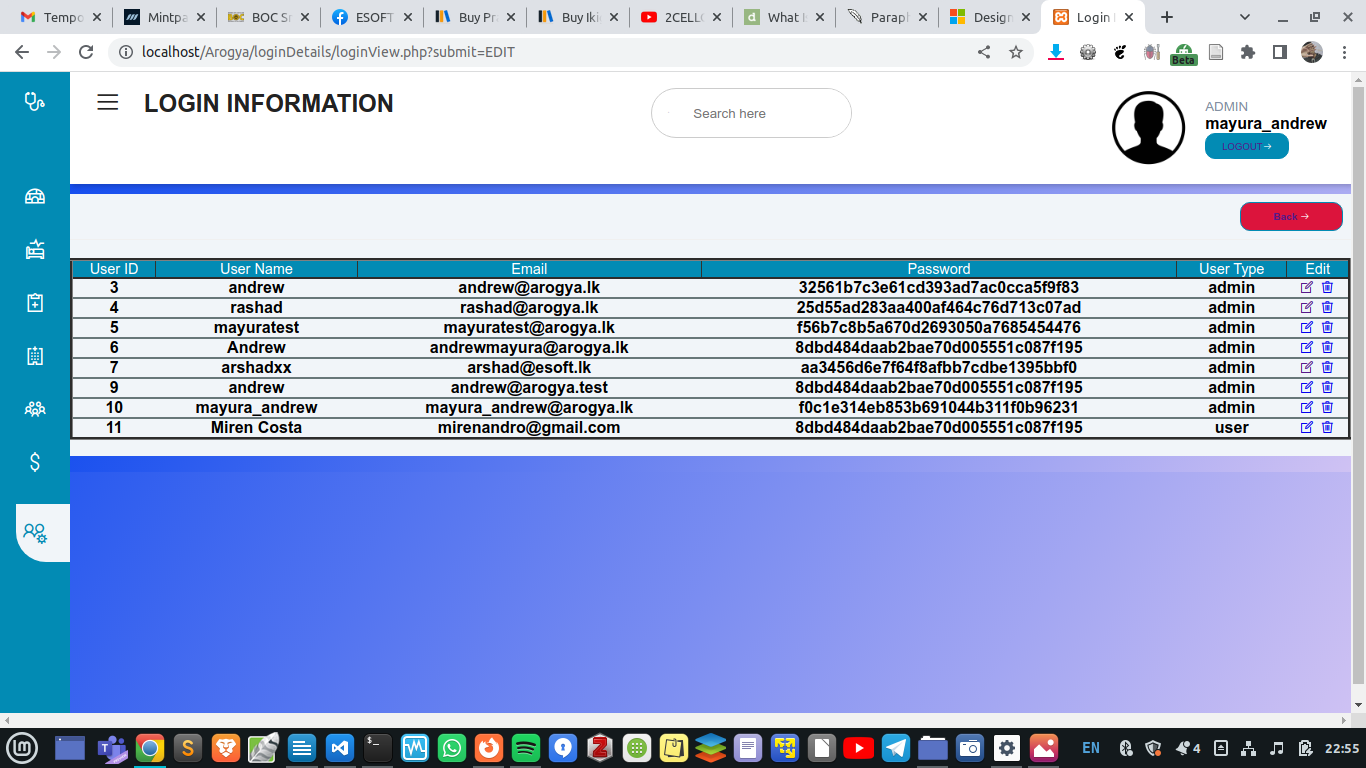 Tempo
Mintpa
BOC Sr
ESOFT
Buy Pra
Buy Iki
2CELLO
What Is
Paraph
Design
Login
localhost/Arogya/loginDetails/loginView.php?submit=EDIT
Beta
LOGIN INFORMATION
Search here
ADMIN
mayura_andrew
LOGOUT→
Back →
User ID User Name Email Password User Type Edit
3 andrew andrew@arogya.lk 32561b7c3e61cd393ad7ac0cca5f9f83 admin
4 rashad rashad@arogya.lk 25d55ad283aa400af464c76d713c07ad admin
5 mayuratest mayuratest@arogya.lk f56b7c8b5a670d2693050a7685454476 admin
6 Andrew andrewmayura@arogya.lk 8dbd484daab2bae70d005551c087f195 admin
7 arshadxx arshad@esoft.lk aa3456d6e7f64f8afbb7cdbe1395bbf0 admin
9 andrew andrew@arogya.test 8dbd484daab2bae70d005551c087f195 admin
10 mayura_andrew mayura_andrew@arogya.lk f0c1e314eb853b691044b311f0b96231 admin
11 Miren Costa mirenandro@gmail.com 8dbd484daab2bae70d005551c087f195 user
EN
4
22:55